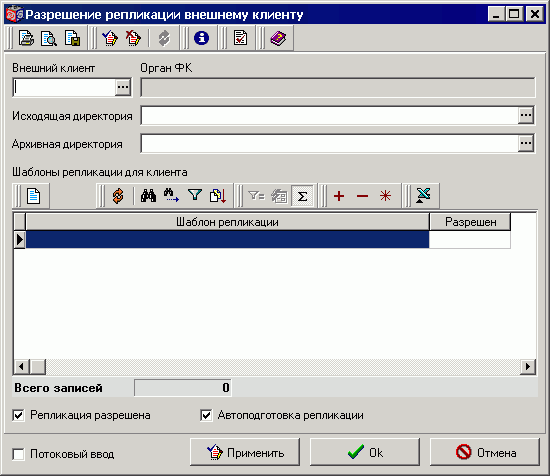 Разрешение репликации внешнему клиенту
Внешний клиент Орган ФК
Исходящая директория
Архивная директория
Шаблоны репликации для клиента
Шаблон репликации Разрешен
Всего записей 0
Репликация разрешена Автоподготовка репликации
Потоковый ввод Применить Ok Отмена